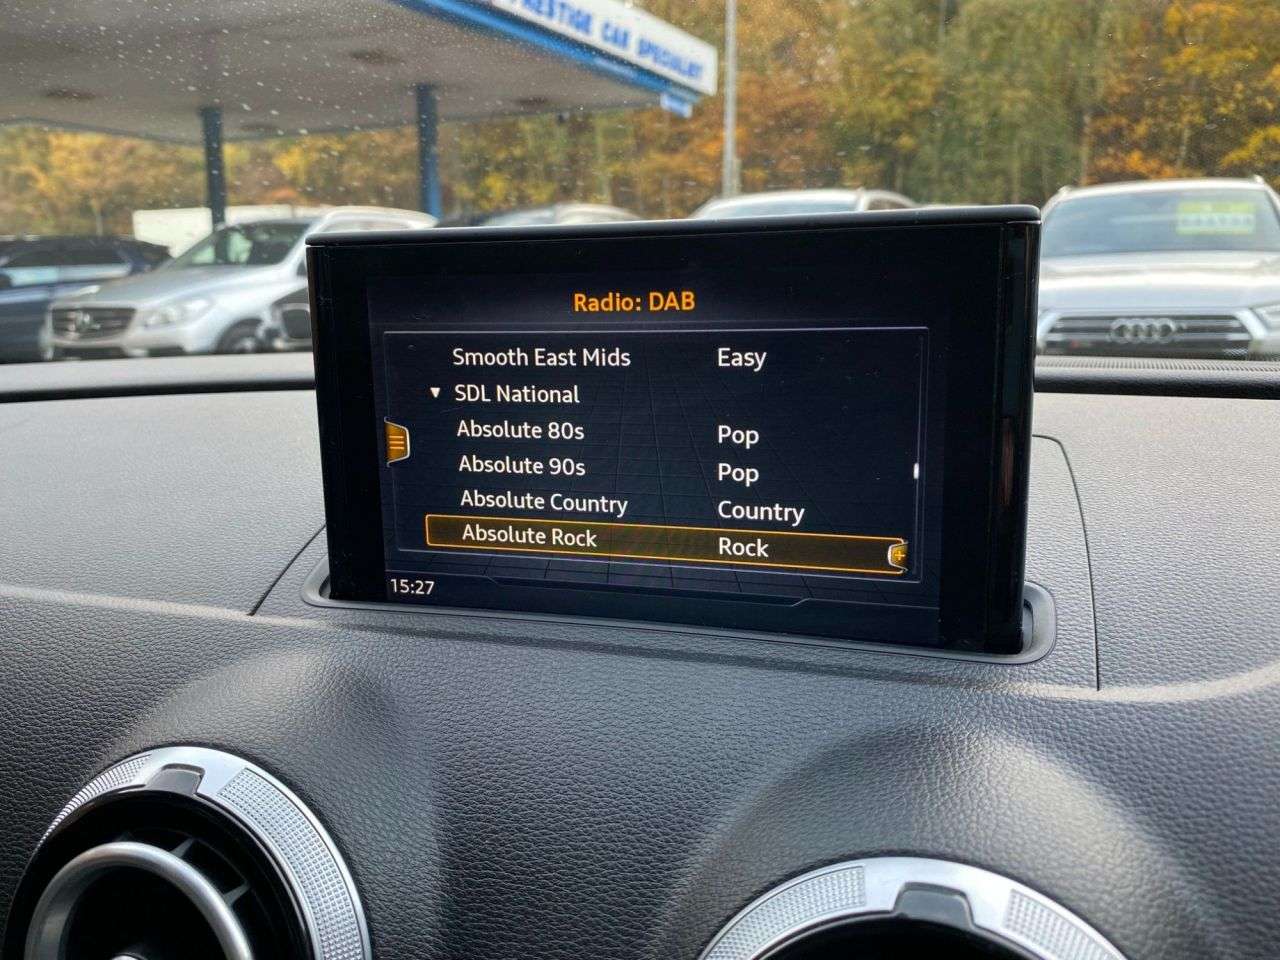 PRESTIGE CAR SPECIALIST
Radio: DAB
Smooth East Mids Easy
SDL National
Absolute 80s Pop
Absolute 90s Pop
Absolute Country Country
Absolute Rock Rock
15:27